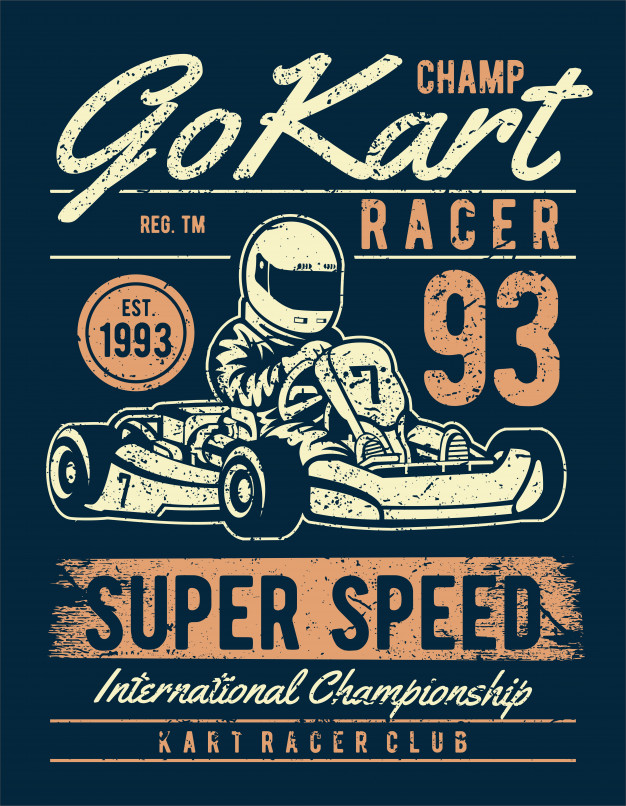 CHAMP
GoKart
REG. TM
RACER
EST.
1993
93
7
7
SUPER SPEED
International Championship
KART RACER CLUB